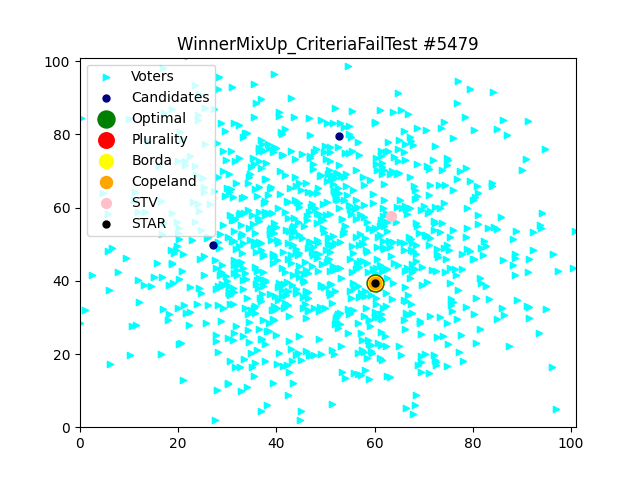 WinnerMixUp_CriteriaFailTest #5479
100
80
60
40
20
0
Voters
Candidates
Optimal
Plurality
Borda
Copeland
STV
STAR
0 20 40 60 80 100